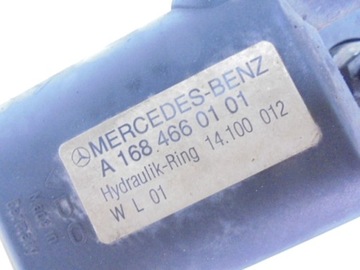 MERCEDES-BENZ
A 168 466 01 01
Hydraulik-Ring 14.100 012
W L 01